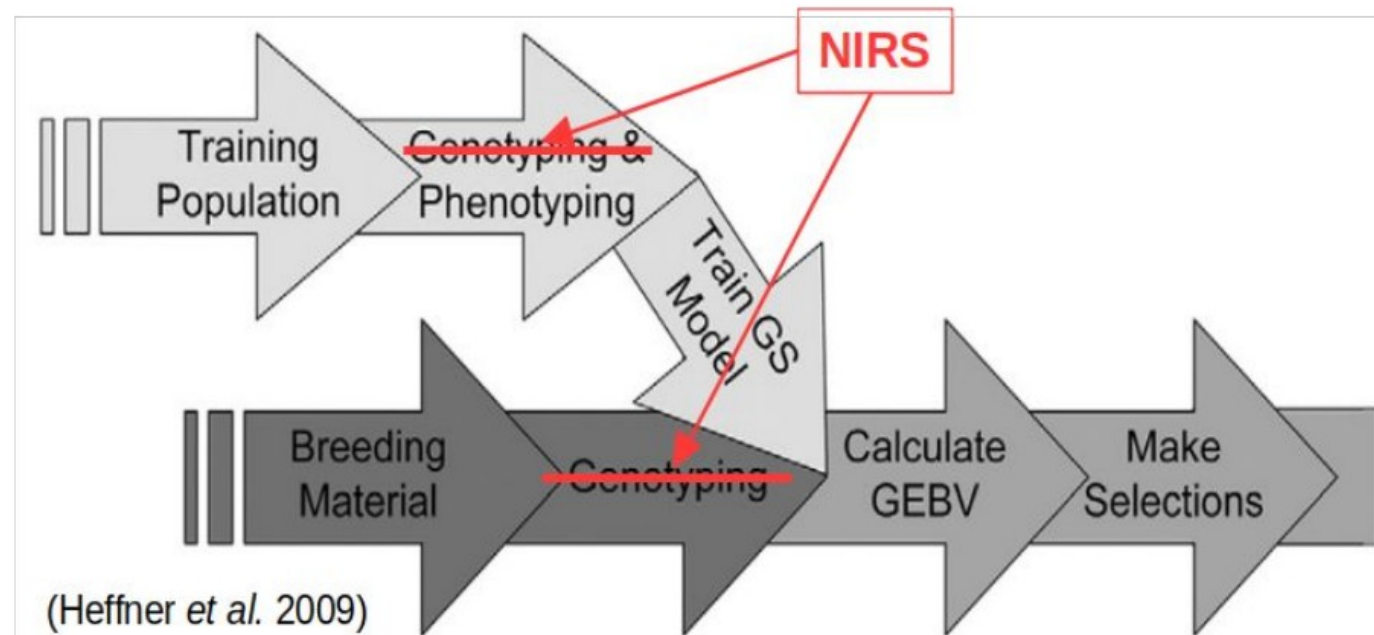 NIRS
Training
Population
Genotyping &
Phenotyping
Train GS
Model
Breeding
Material
Genotyping
Calculate
GEBV
Make
Selections
(Heffner et al. 2009)